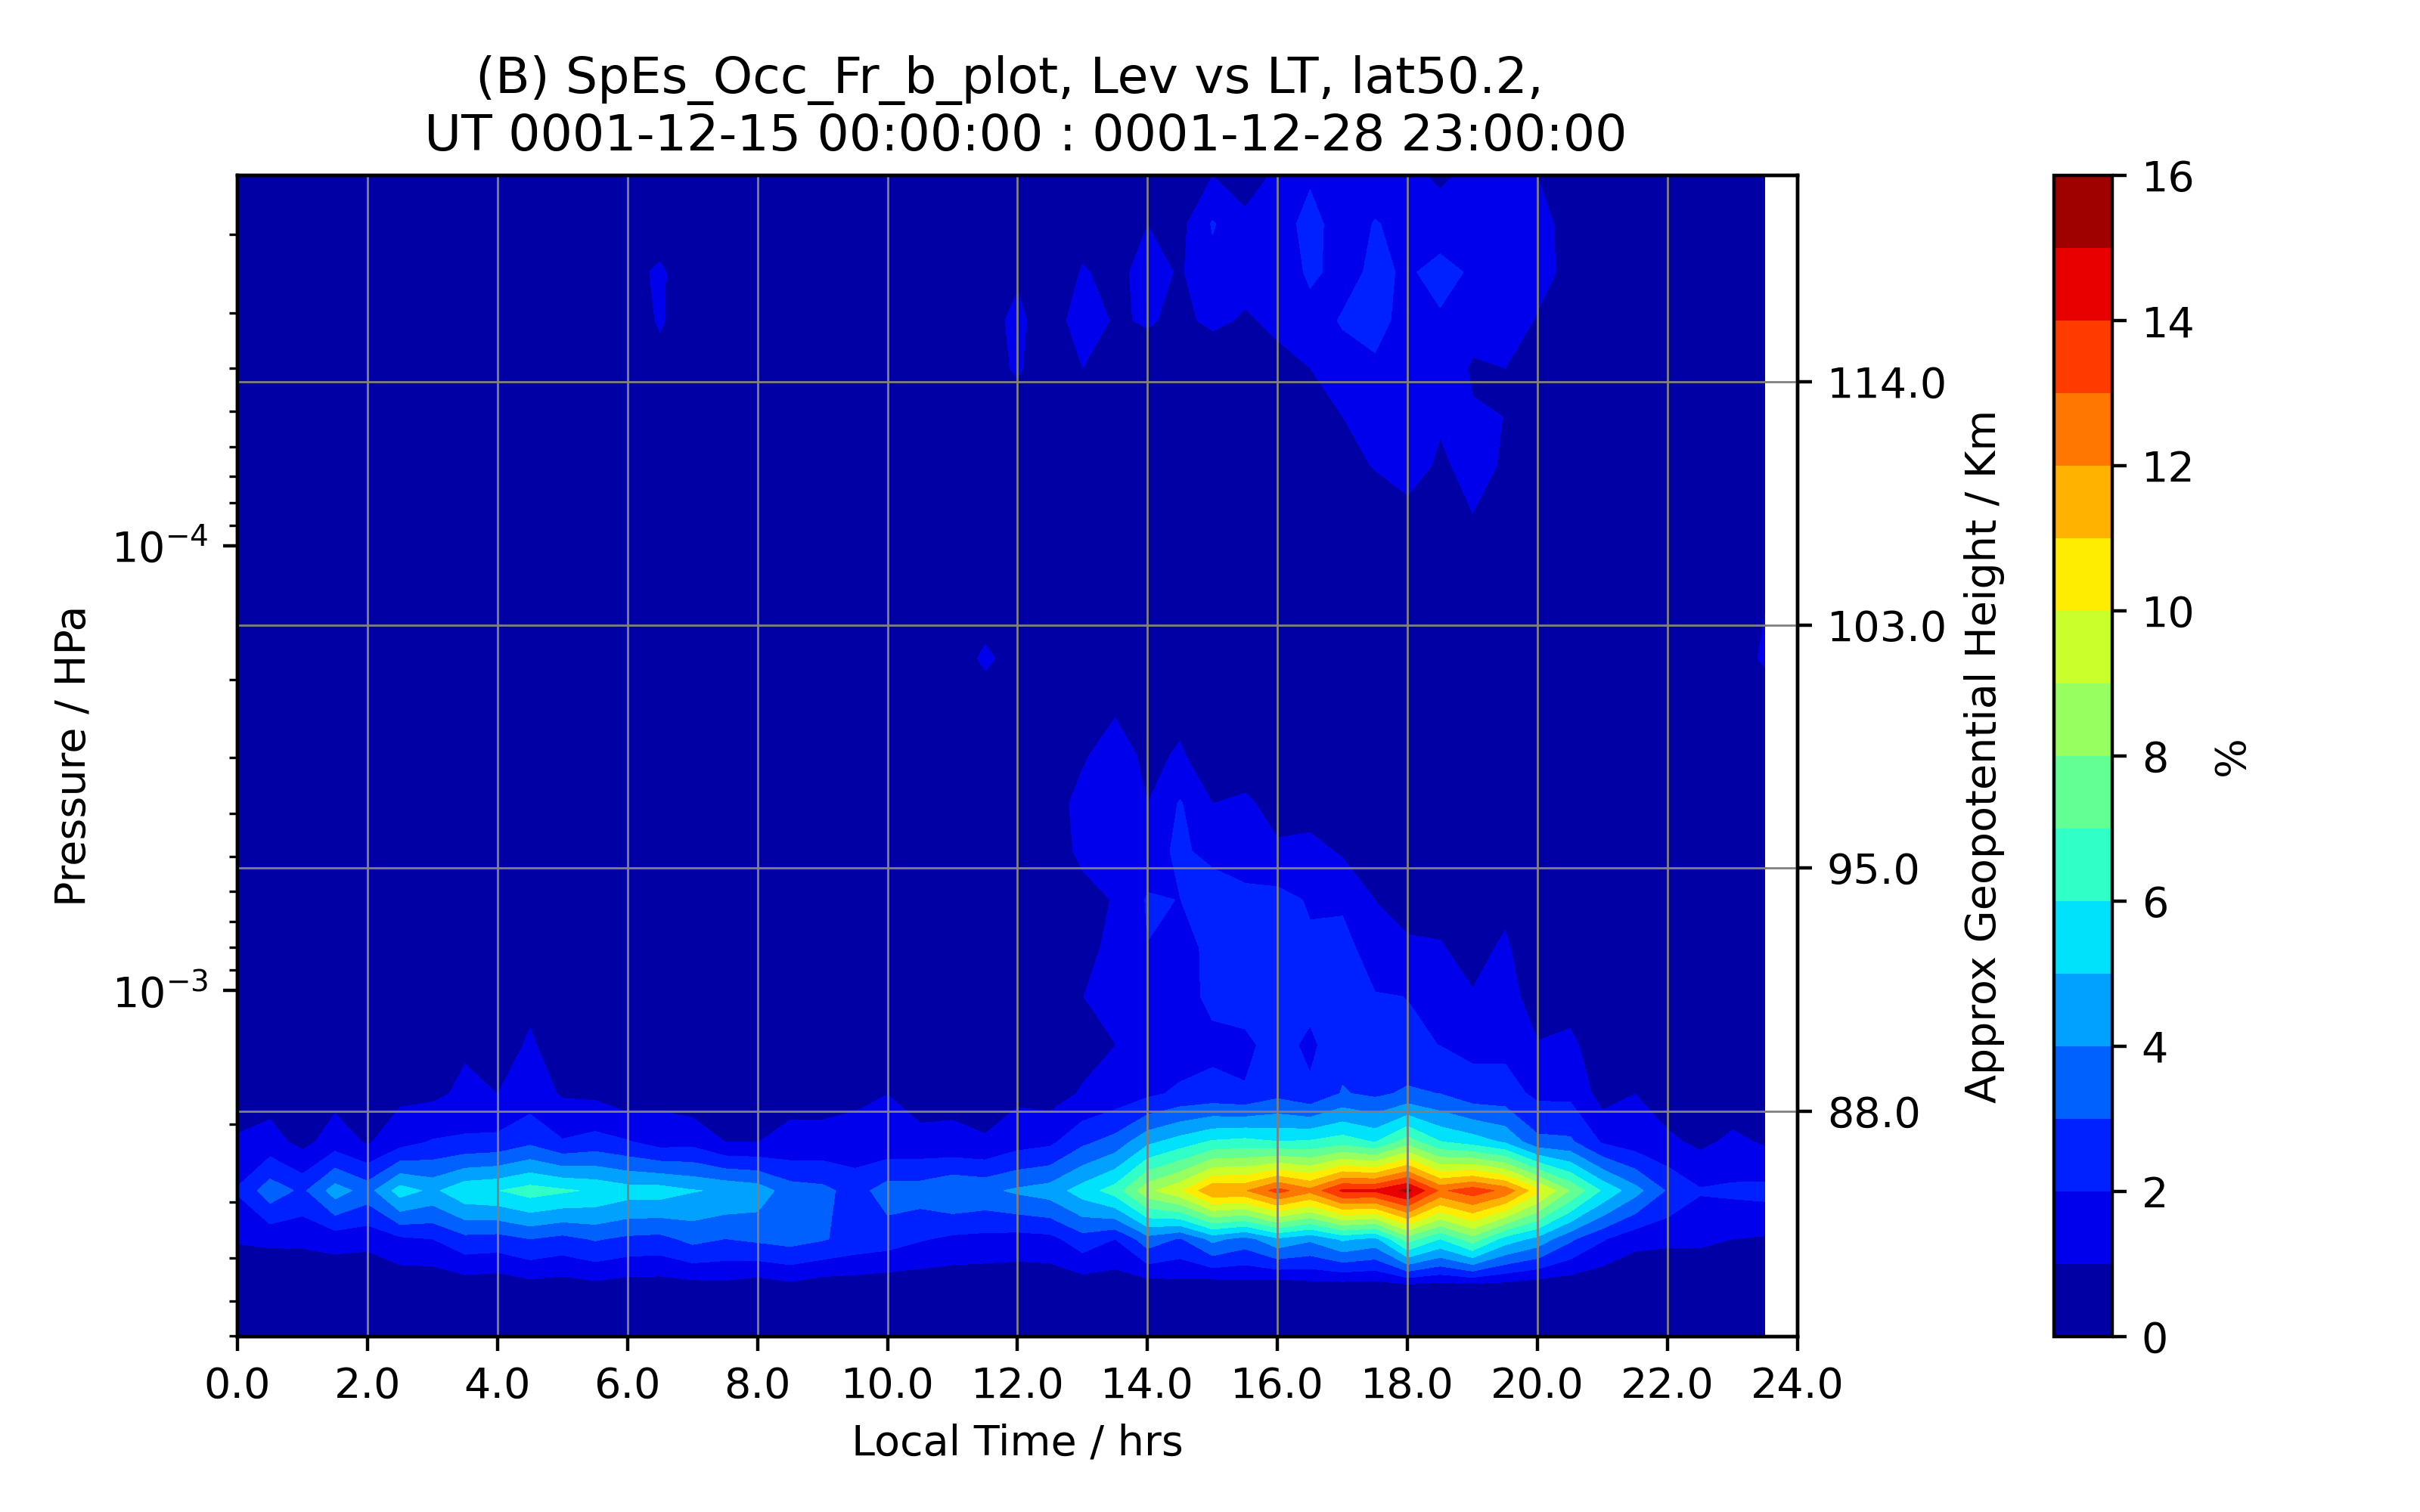 (B) SpEs_Occ_Fr_b_plot, Lev vs LT, lat50.2,
UT 0001-12-15 00:00:00 : 0001-12-28 23:00:00
Pressure / HPa
10⁻⁴
10⁻³
0.0 2.0 4.0 6.0 8.0 10.0 12.0 14.0 16.0 18.0 20.0 22.0 24.0
Local Time / hrs
114.0
103.0
95.0
88.0
Approx Geopotential Height / Km
16
14
12
10
8
6
4
2
0
%